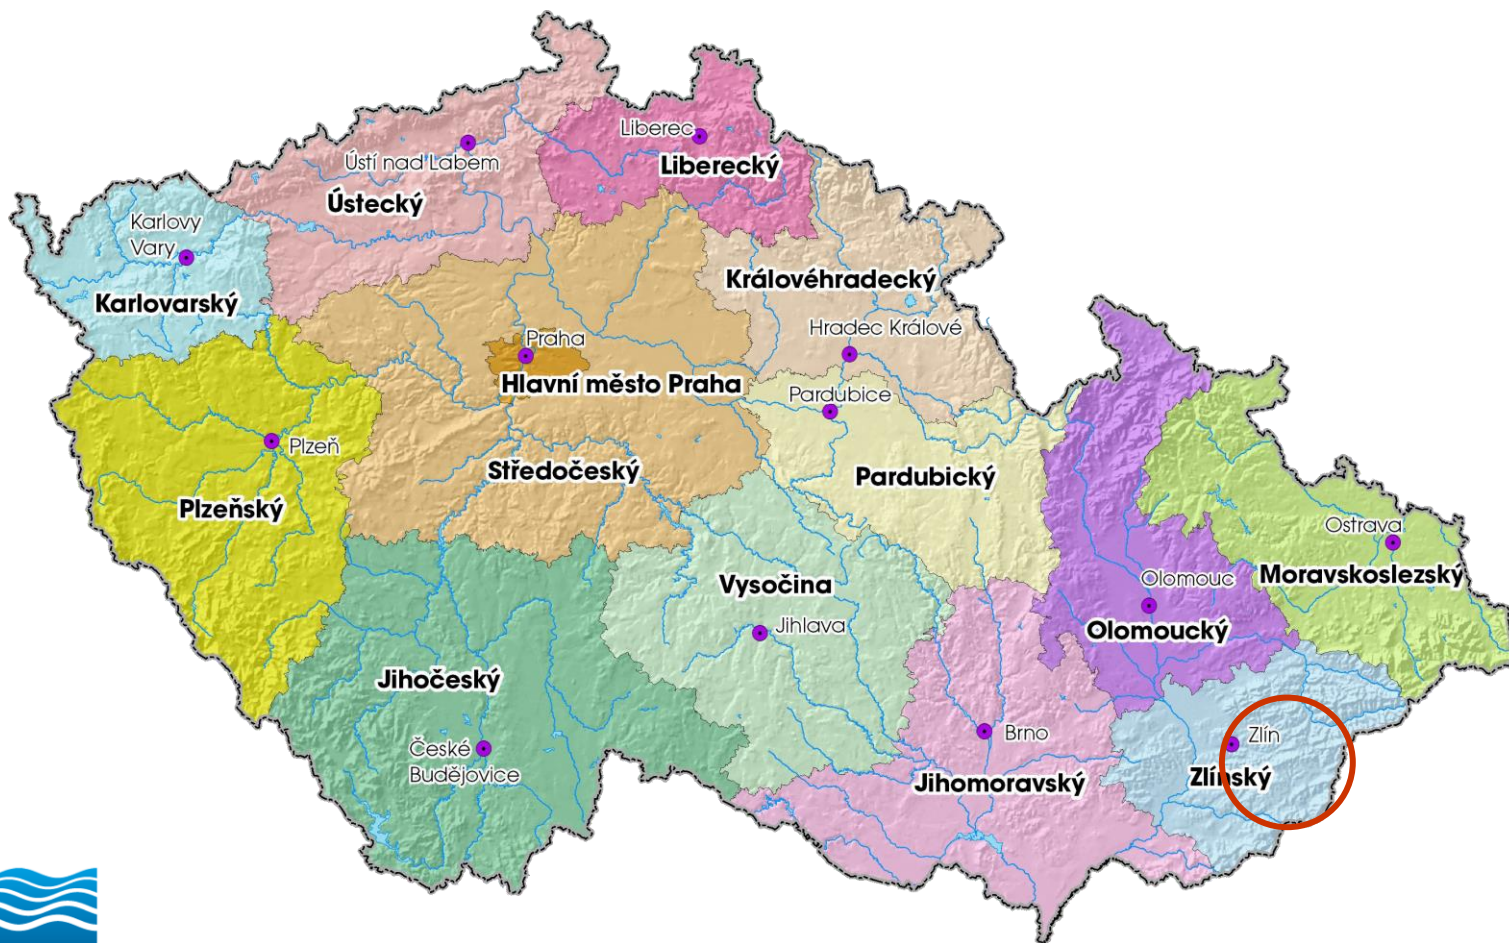 Liberec
Liberecký
Ústí nad Labem
Ústecký
Karlovy
Vary
Karlovarský
Královéhradecký
Hradec Králové
Praha
Hlavní město Praha
Pardubice
Plzeň
Středočeský
Pardubický
Plzeňský
Ostrava
Moravskoslezský
Olomouc
Olomoucký
Vysočina
Jihlava
Jihočeský
České
Budějovice
Brno
Jihomoravský
Zlín
Zlínský